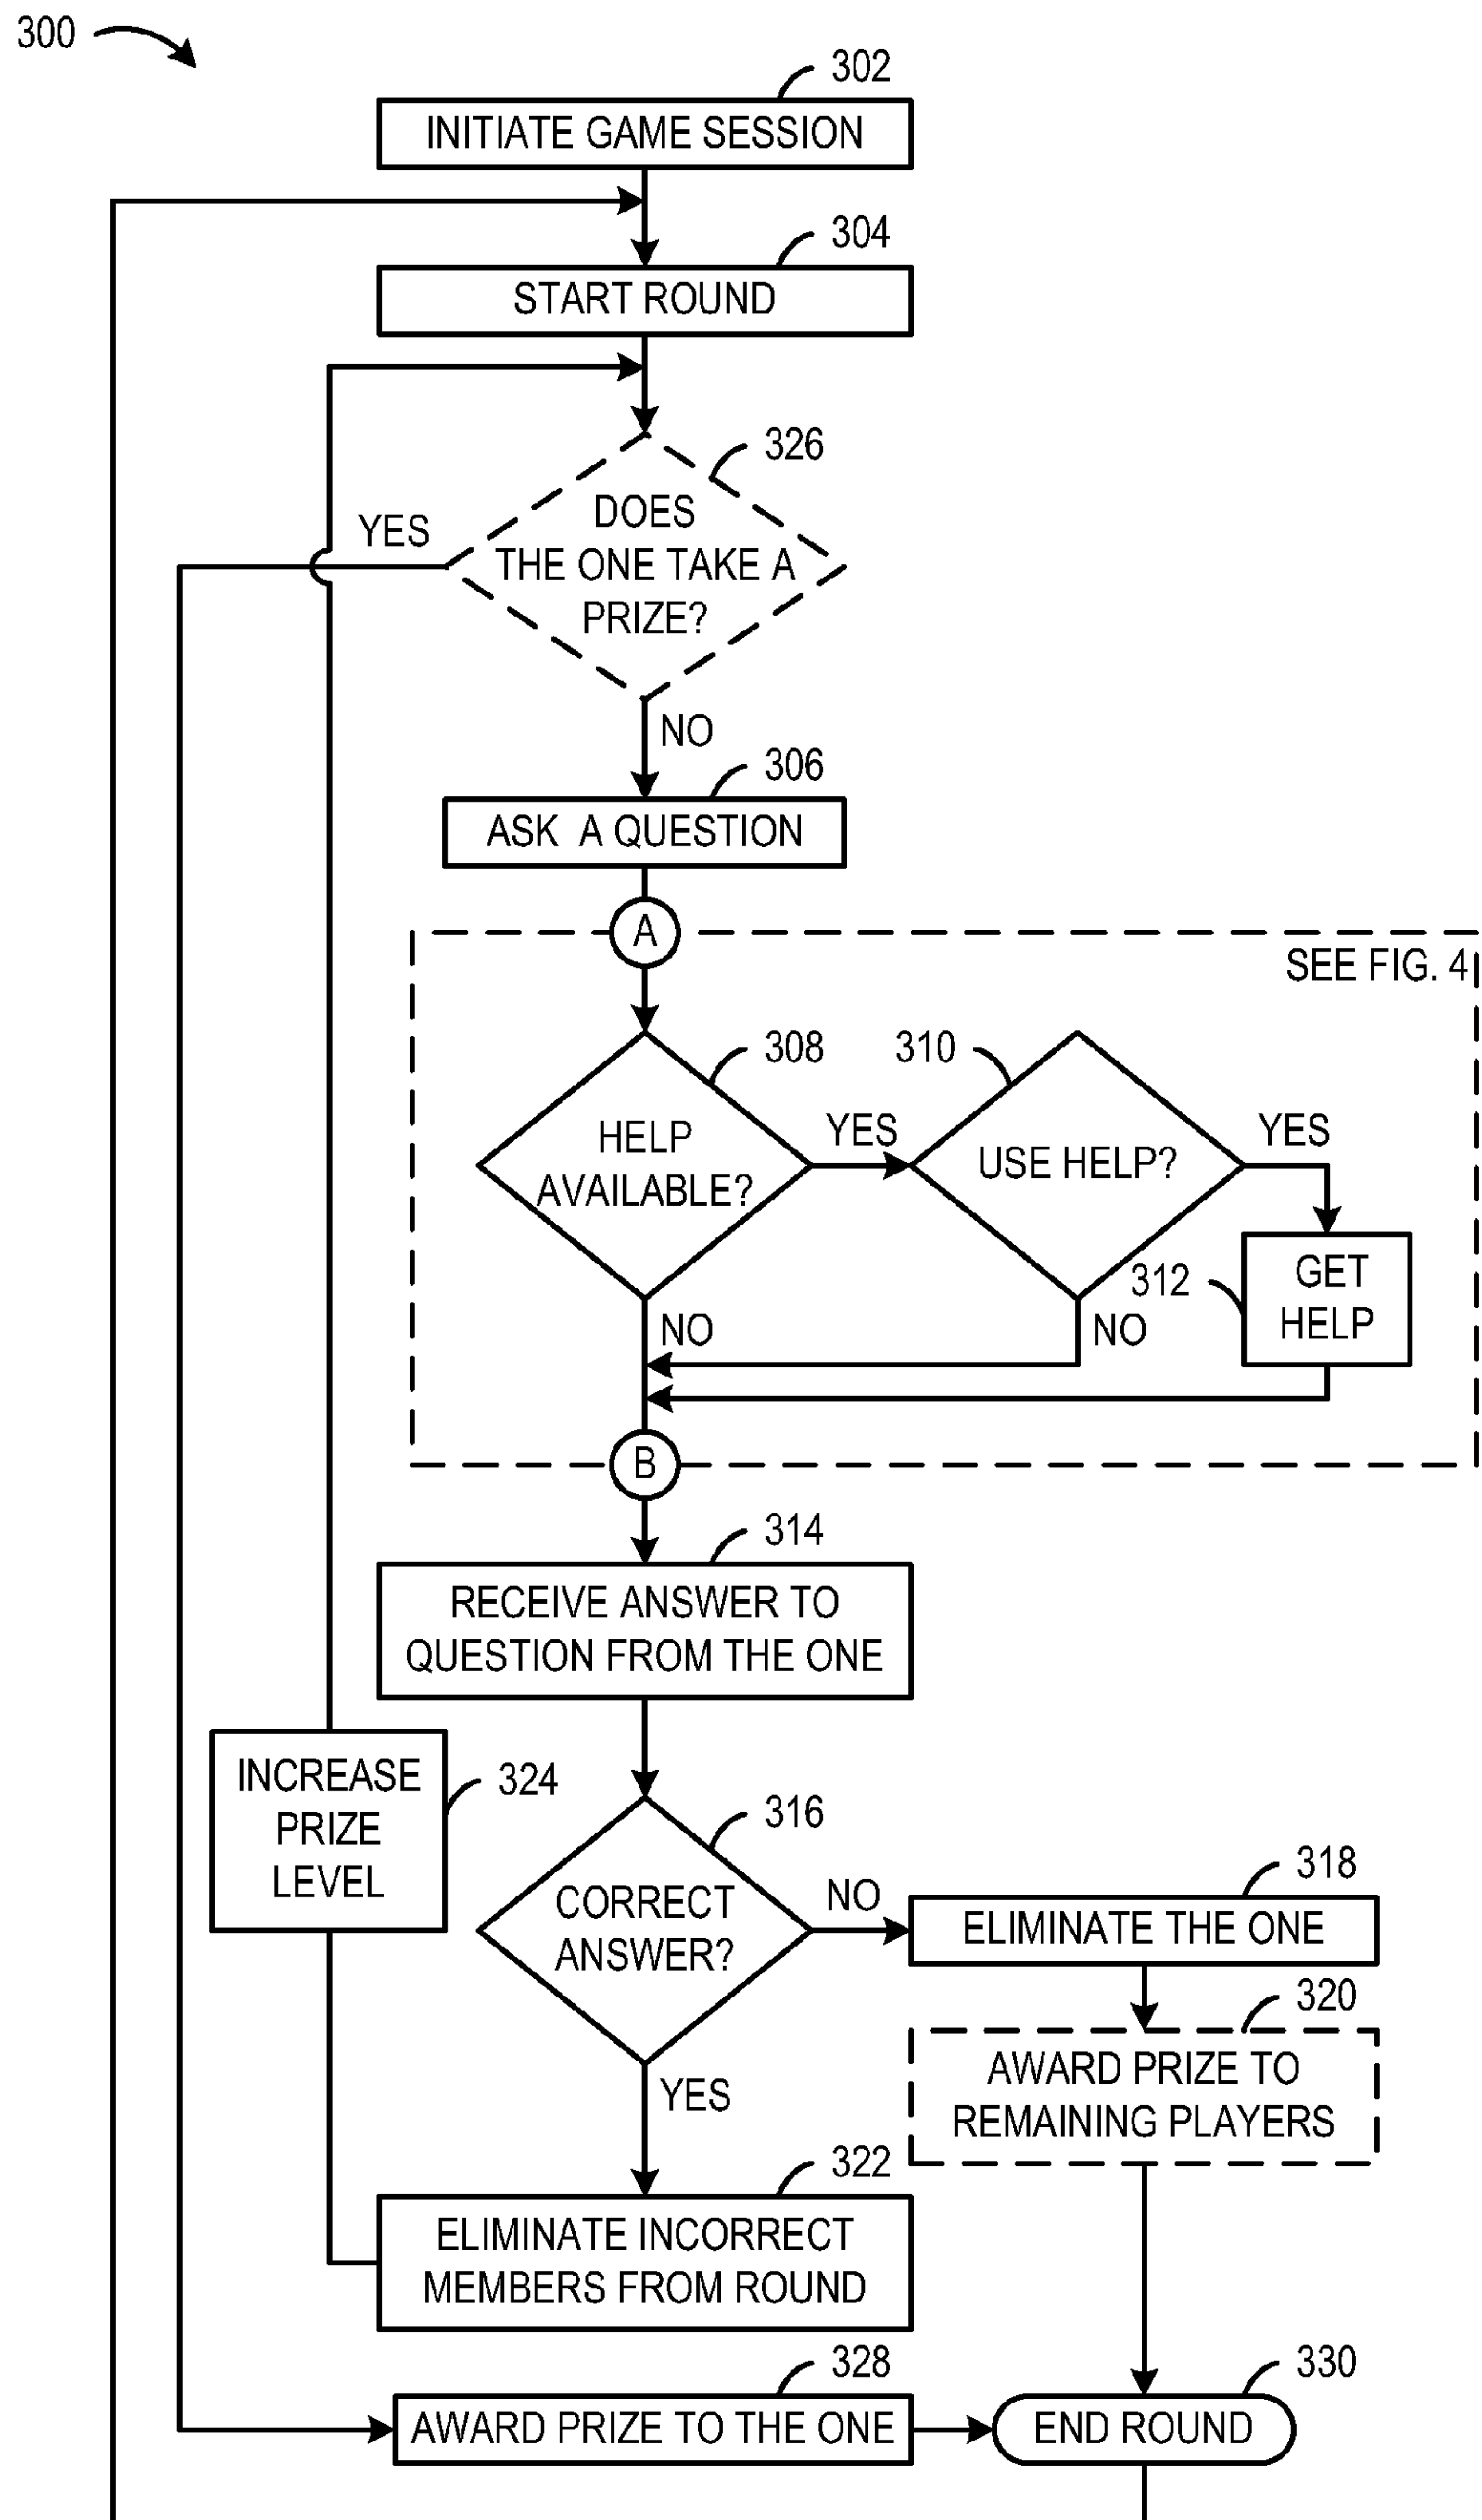 300
302
INITIATE GAME SESSION
304
START ROUND
326
DOES
THE ONE TAKE A
PRIZE?
YES
NO
306
ASK A QUESTION
A
SEE FIG. 4
308
HELP
AVAILABLE?
YES
310
USE HELP?
YES
312
GET
HELP
NO
NO
B
314
RECEIVE ANSWER TO
QUESTION FROM THE ONE
INCREASE
PRIZE
LEVEL
324
316
CORRECT
ANSWER?
NO
318
ELIMINATE THE ONE
320
AWARD PRIZE TO
REMAINING PLAYERS
YES
322
ELIMINATE INCORRECT
MEMBERS FROM ROUND
328
AWARD PRIZE TO THE ONE
330
END ROUND